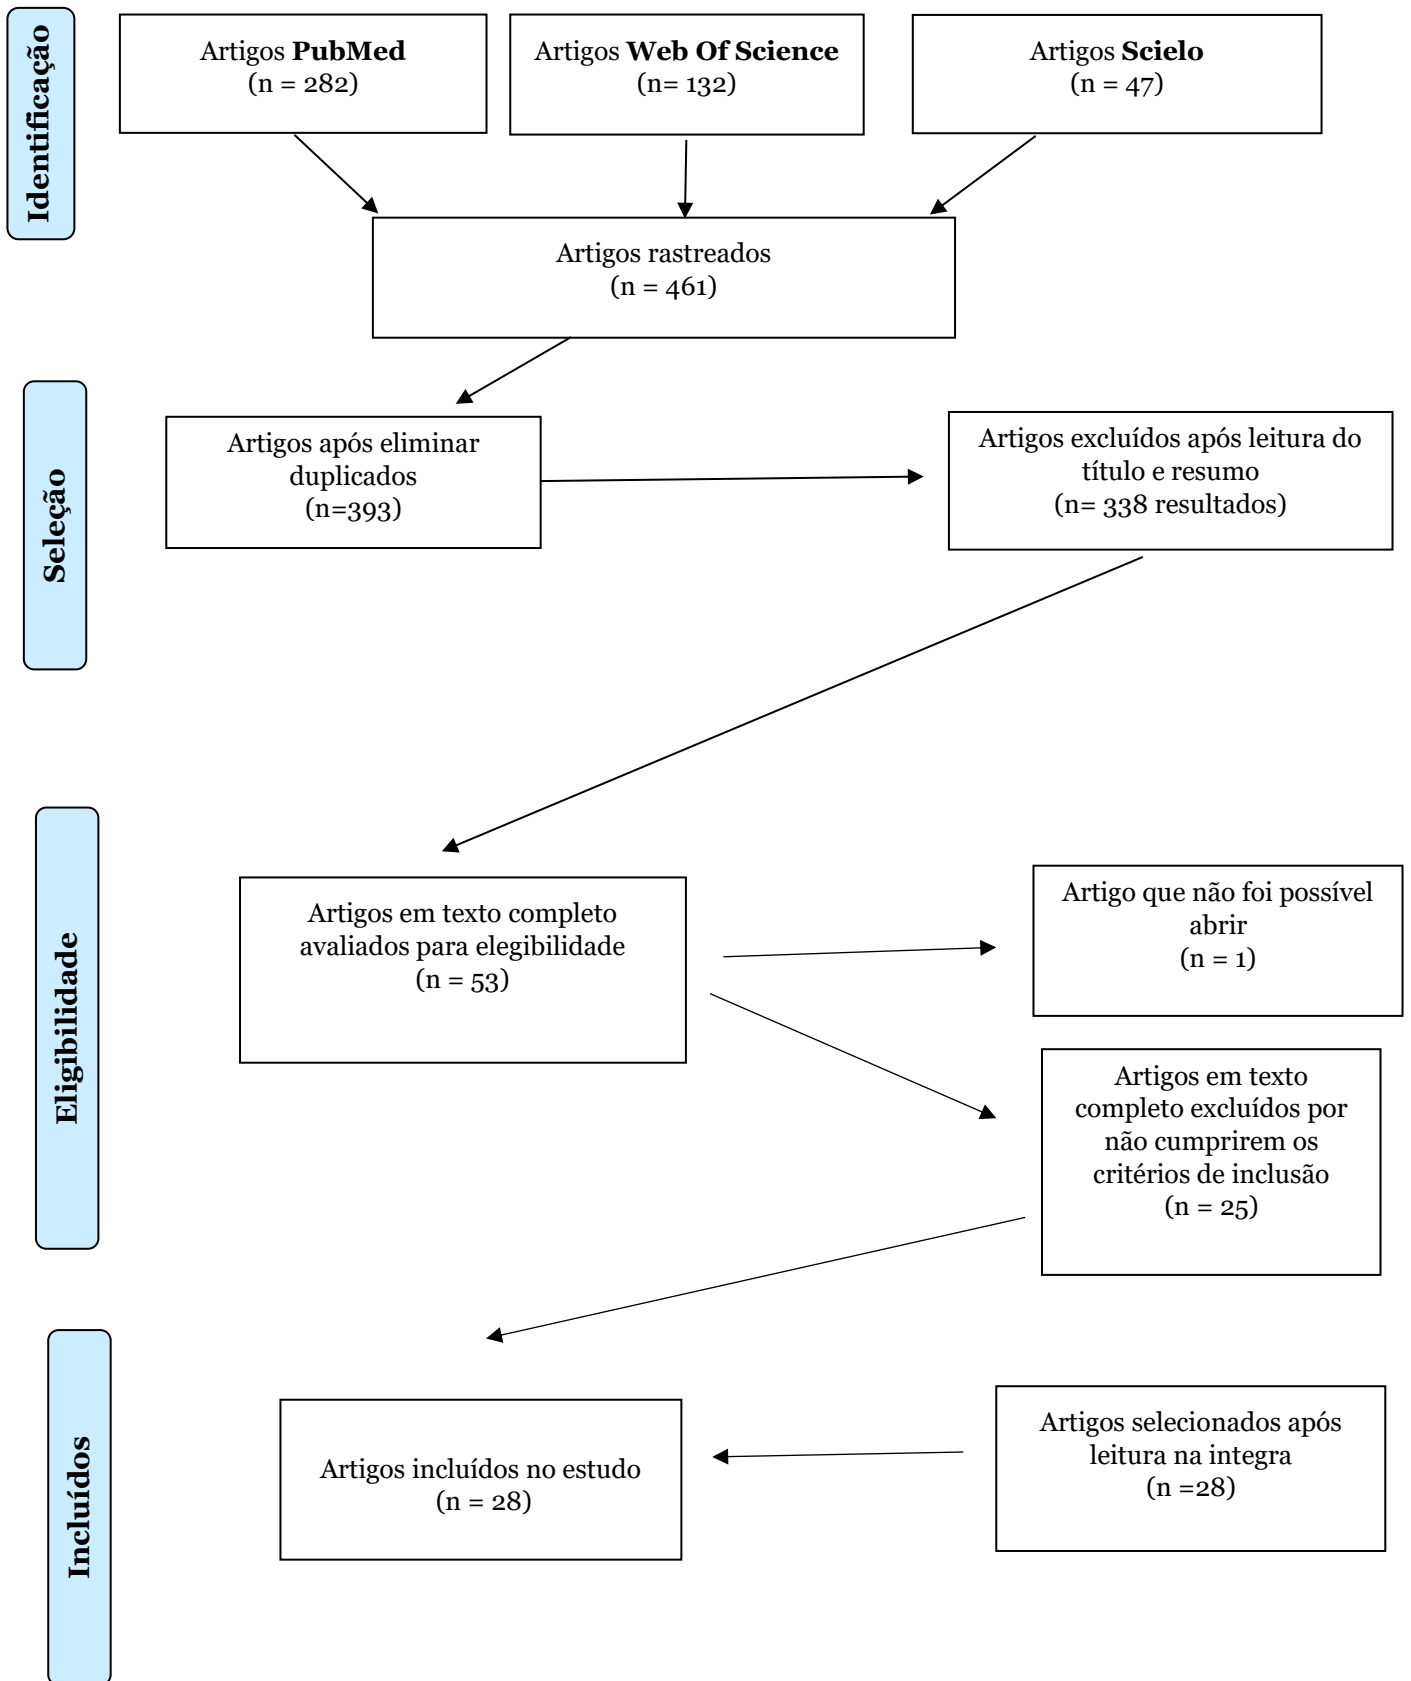 Identificação
Artigos PubMed
(n = 282)
Artigos Web Of Science
(n= 132)
Artigos Scielo
(n = 47)
Artigos rastreados
(n = 461)
Seleção
Artigos após eliminar
duplicados
(n=393)
Artigos excluídos após leitura do
título e resumo
(n= 338 resultados)
Eligibilidade
Artigos em texto completo
avaliados para elegibilidade
(n = 53)
Artigo que não foi possível
abrir
(n = 1)
Artigos em texto
completo excluídos por
não cumprirem os
critérios de inclusão
(n = 25)
Incluídos
Artigos incluídos no estudo
(n = 28)
Artigos selecionados após
leitura na integra
(n =28)